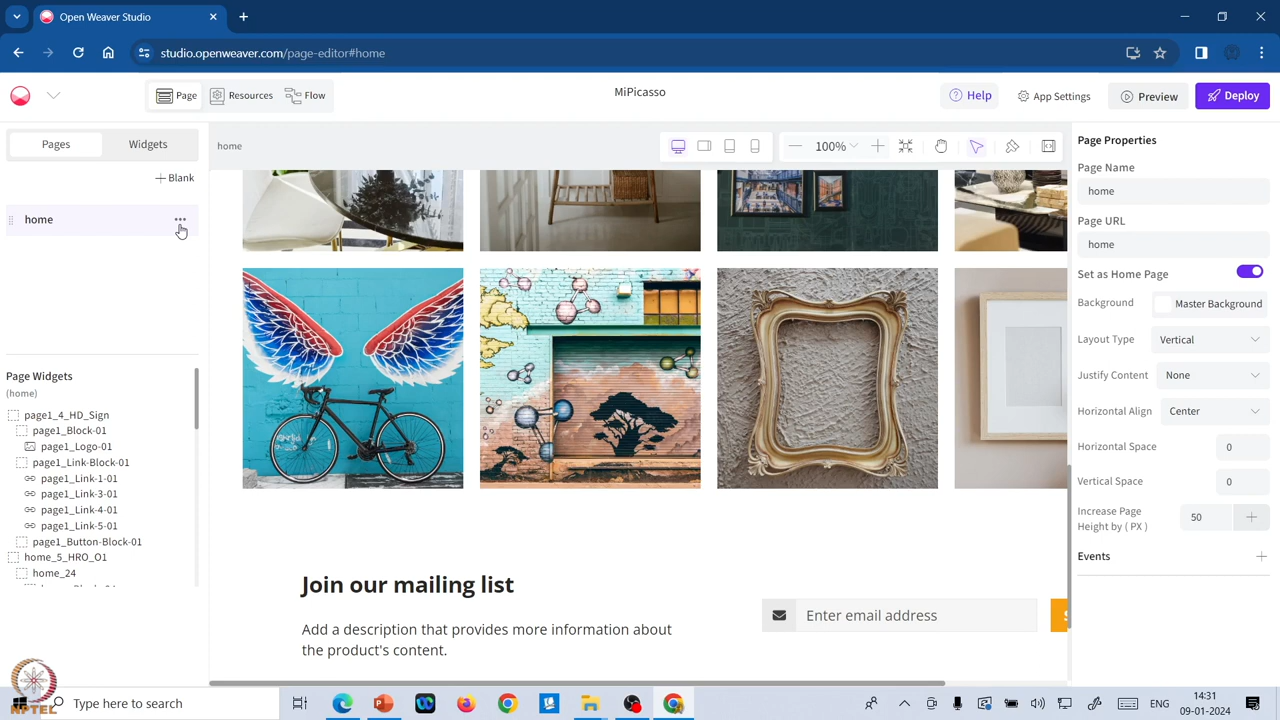 Open Weaver Studio
studio.openweaver.com/page-editor#home
Page
Resources
Flow
MiPicasso
Help
App Settings
Preview
Deploy
Pages
Widgets
home
100%
Blank
home
Page Widgets
(home)
page1_4_HD_Sign
page1_Block-01
page1_Logo-01
page1_Link-Block-01
page1_Link-1-01
page1_Link-3-01
page1_Link-4-01
page1_Link-5-01
page1_Button-Block-01
home_5_HRO_O1
home_24
Join our mailing list
Add a description that provides more information about
the product's content.
Enter email address
Page Properties
Page Name
home
Page URL
home
Set as Home Page
Background
Master Background
Layout Type
Vertical
Justify Content
None
Horizontal Align
Center
Horizontal Space
0
Vertical Space
0
Increase Page
Height by ( PX )
50
Events
NPTEL
Type here to search
ENG
14:31
09-01-2024